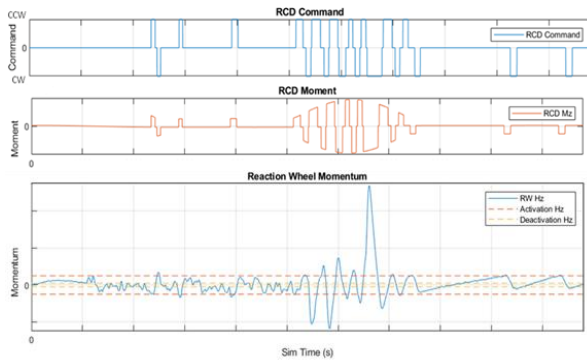 RCD Command
CCW
0
CW
Command
RCD Command
RCD Moment
0
Moment
RCD Mz
0
Reaction Wheel Momentum
RW Hz
Activation Hz
Deactivation Hz
0
Momentum
0
Sim Time (s)